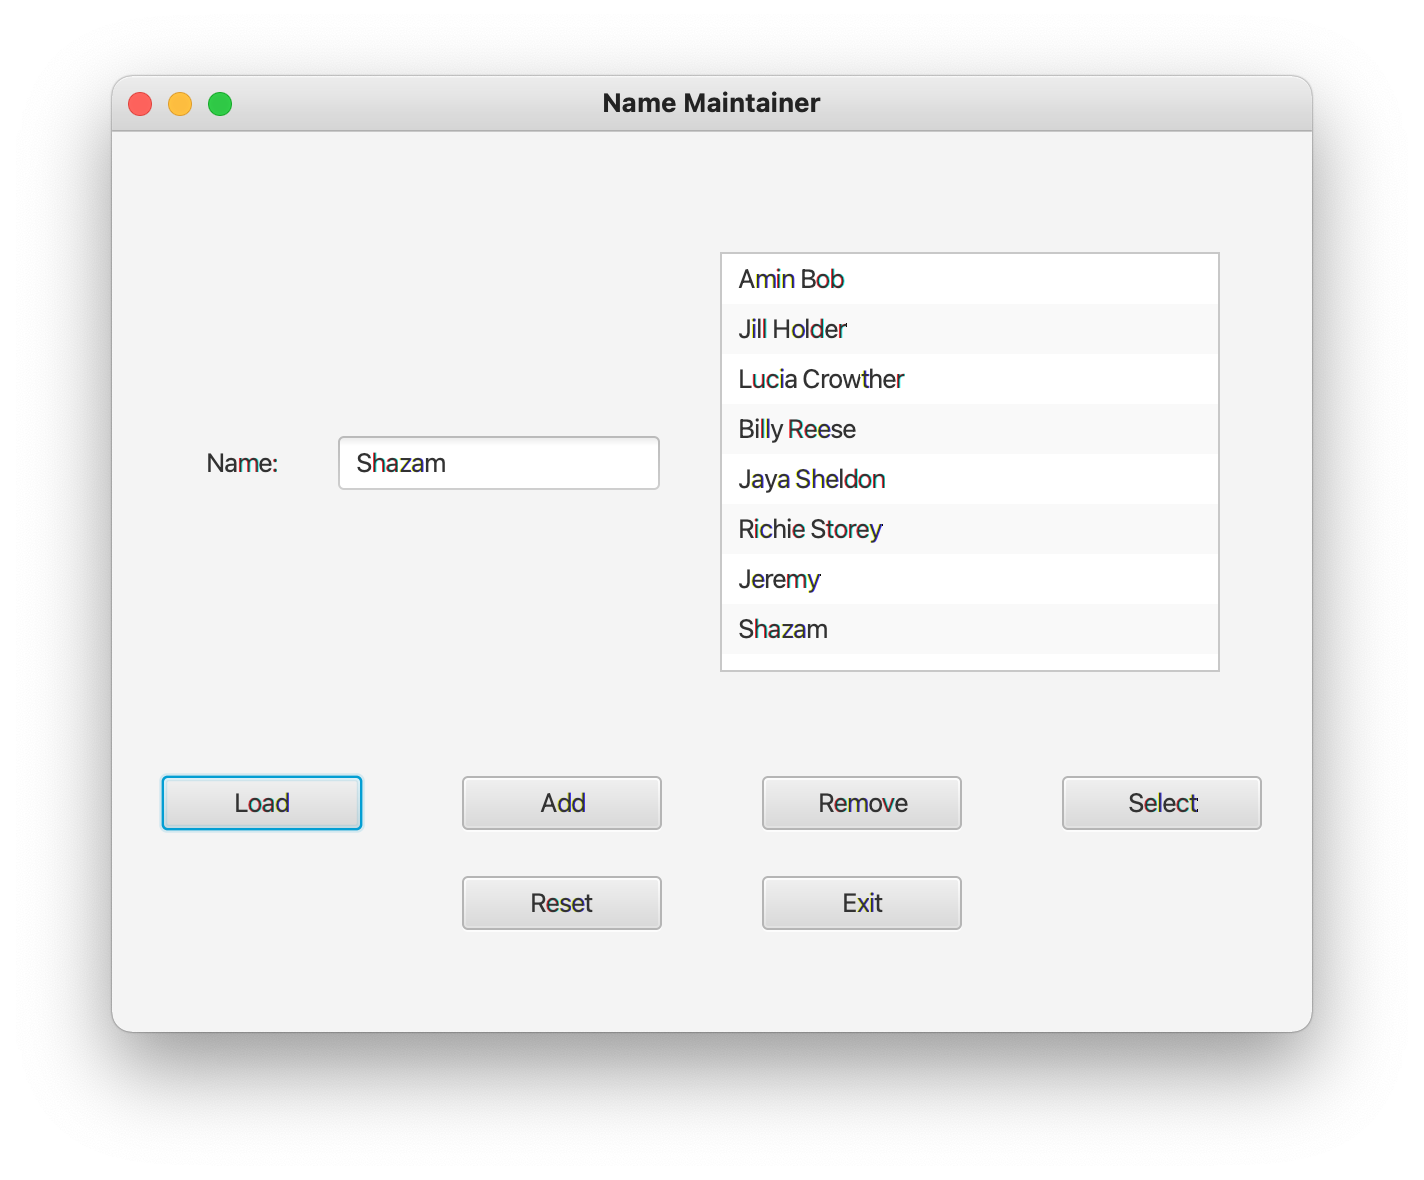 Name Maintainer
Name:
Shazam
Amin Bob
Jill Holder
Lucia Crowther
Billy Reese
Jaya Sheldon
Richie Storey
Jeremy
Shazam
Load
Add
Remove
Select
Reset
Exit